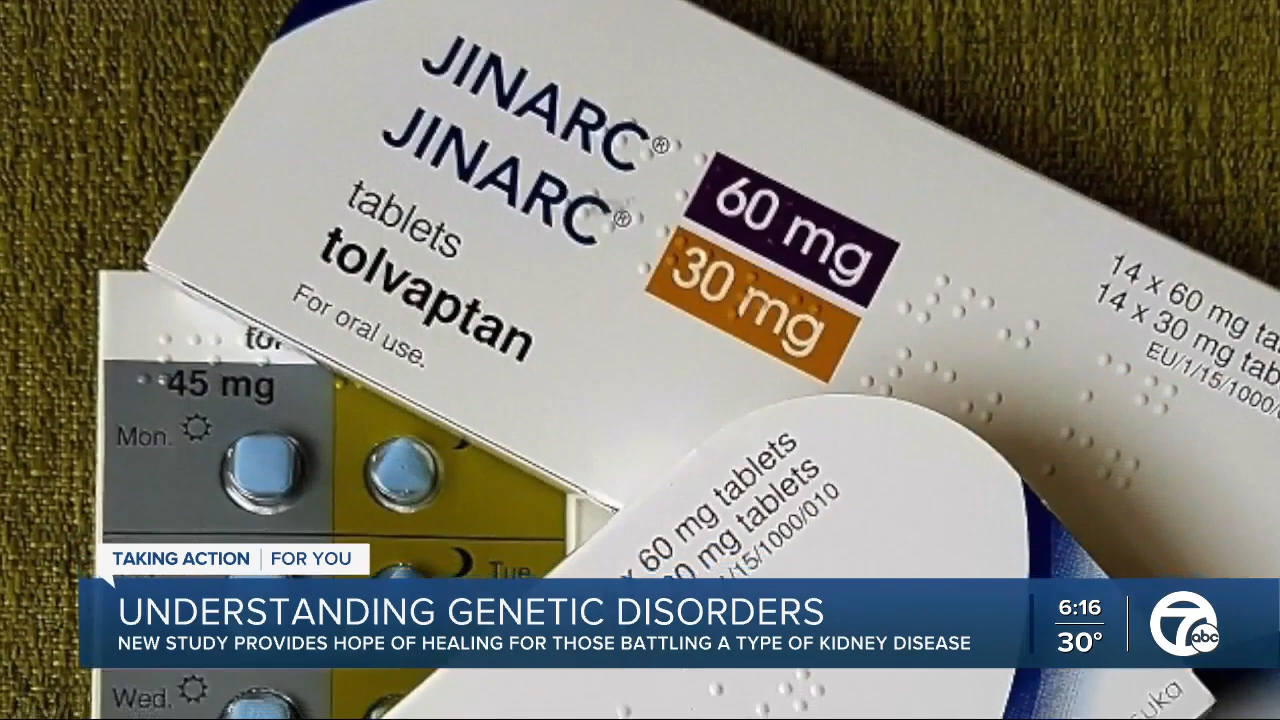 JINARC®
JINARC®
60 mg
30 mg
tablets
tolvaptan
For oral use.
14 x 60 mg
14 x 30 mg
EU/1/15/1000/
45 mg
Mon.
60 mg tablets
mg tablets
/15/1000/010
Tue
Wed.
TAKING ACTION | FOR YOU
UNDERSTANDING GENETIC DISORDERS
NEW STUDY PROVIDES HOPE OF HEALING FOR THOSE BATTLING A TYPE OF KIDNEY DISEASE
6:16
30°
7 abc